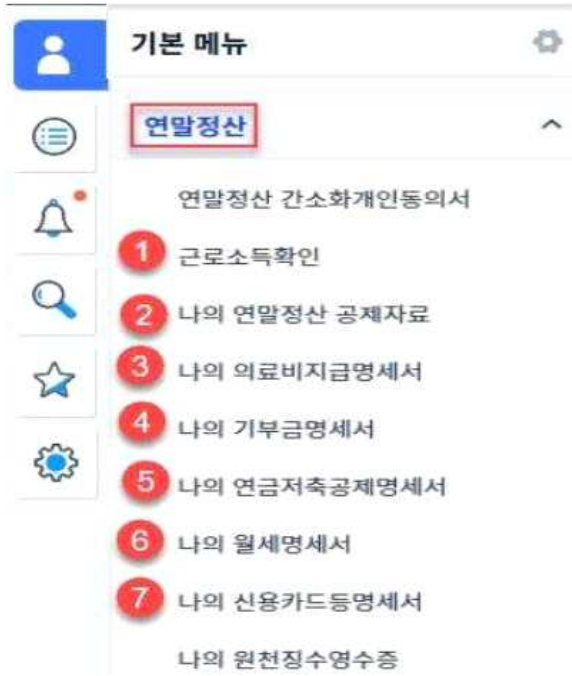 기본 메뉴
연말정산
연말정산 간소화개인동의서
1 근로소득확인
2 나의 연말정산 공제자료
3 나의 의료비지급명세서
4 나의 기부금명세서
5 나의 연금저축공제명세서
6 나의 월세명세서
7 나의 신용카드등명세서
나의 원천징수영수증